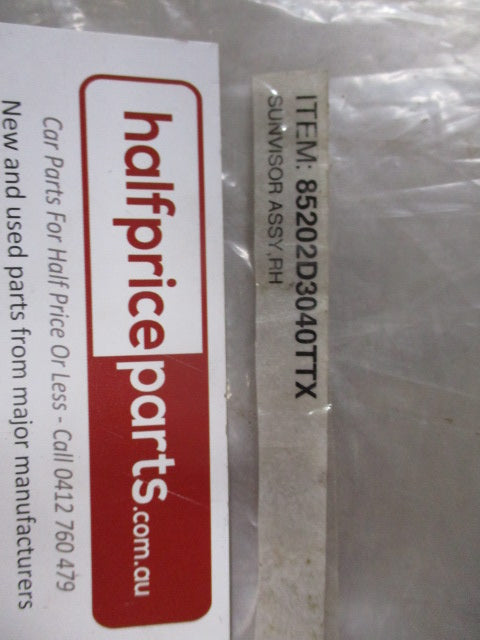 ITEM: 85202D3040TTX
SUNVISOR ASSY,RH
halfpriceparts.com.au
Car Parts For Half Price Or Less - Call 0412 760 479
New and used parts from major manufacturers